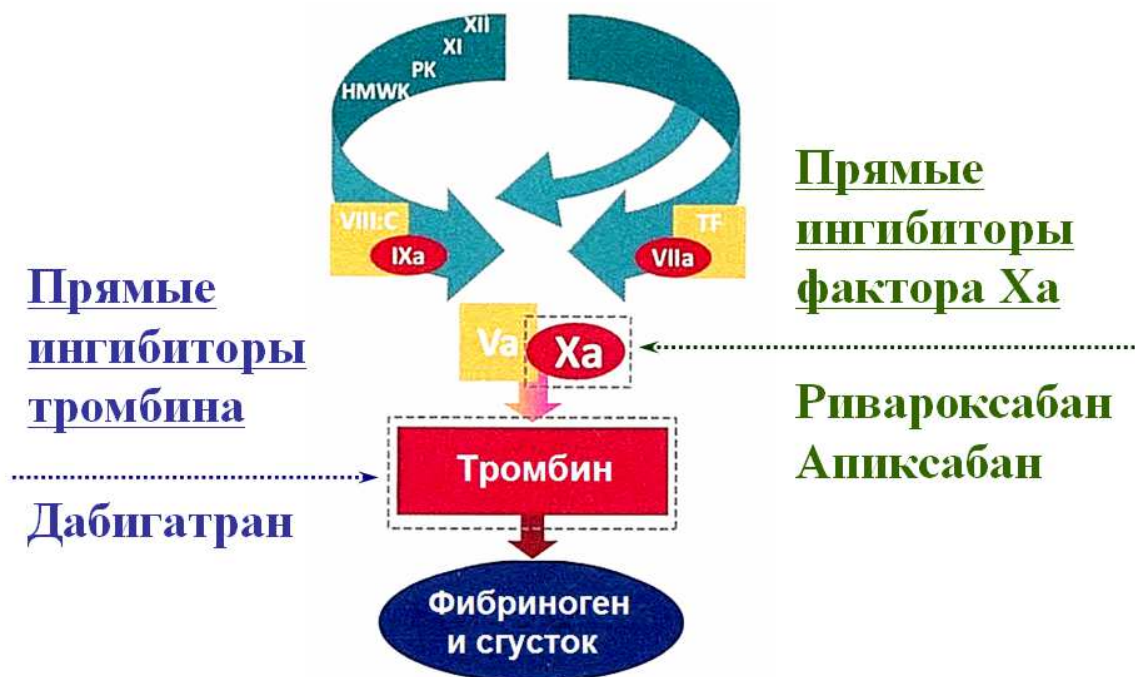 XII
XI
PK
HMWK
VIII:C
IXa
TF
VIIa
Прямые
ингибиторы
фактора Xa
Прямые
ингибиторы
тромбина
Va
Xa
Ривароксабан
Апиксабан
Тромбин
Дабигатран
Фибриноген
и сгусток